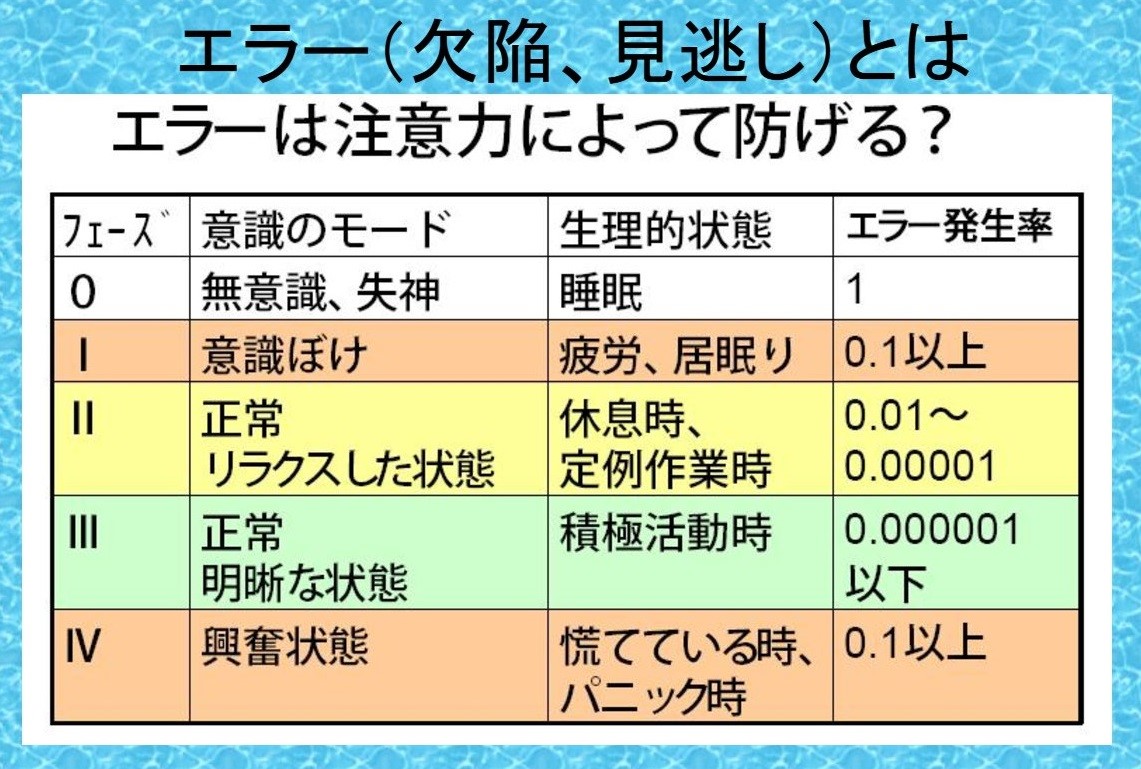 エラー(欠陥、見逃し)とは
エラーは注意力によって防げる?
ﾌｪｰｽﾞ 意識のモード 生理的状態 エラー発生率
0 無意識、失神 睡眠 1
I 意識ぼけ 疲労、居眠り 0.1以上
II 正常 休息時、 0.01～
リラクスした状態 定例作業時 0.00001
III 正常 積極活動時 0.000001
明晰な状態 以下
IV 興奮状態 慌てている時、 0.1以上
パニック時